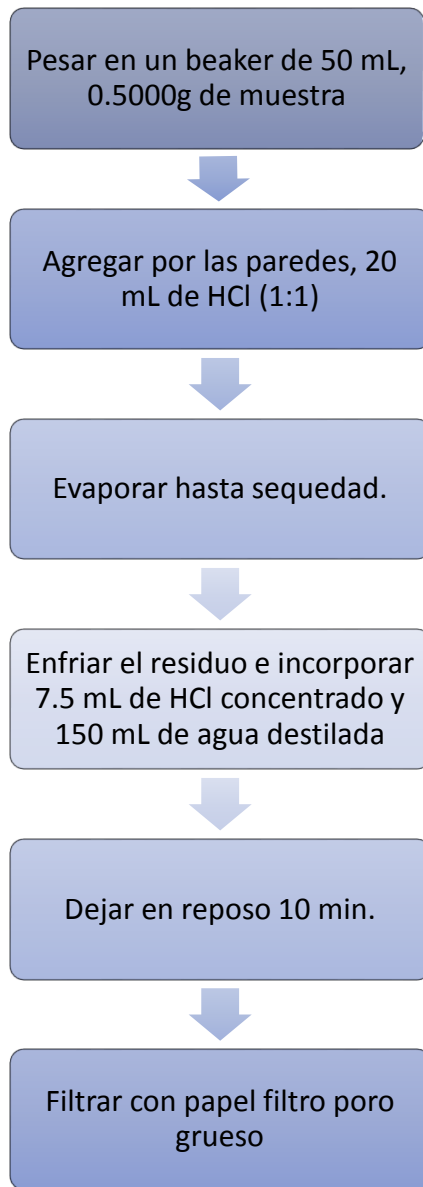 Pesar en un beaker de 50 mL,
0.5000g de muestra
Agregar por las paredes, 20
mL de HCl (1:1)
Evaporar hasta sequedad.
Enfriar el residuo e incorporar
7.5 mL de HCl concentrado y
150 mL de agua destilada
Dejar en reposo 10 min.
Filtrar con papel filtro poro
grueso